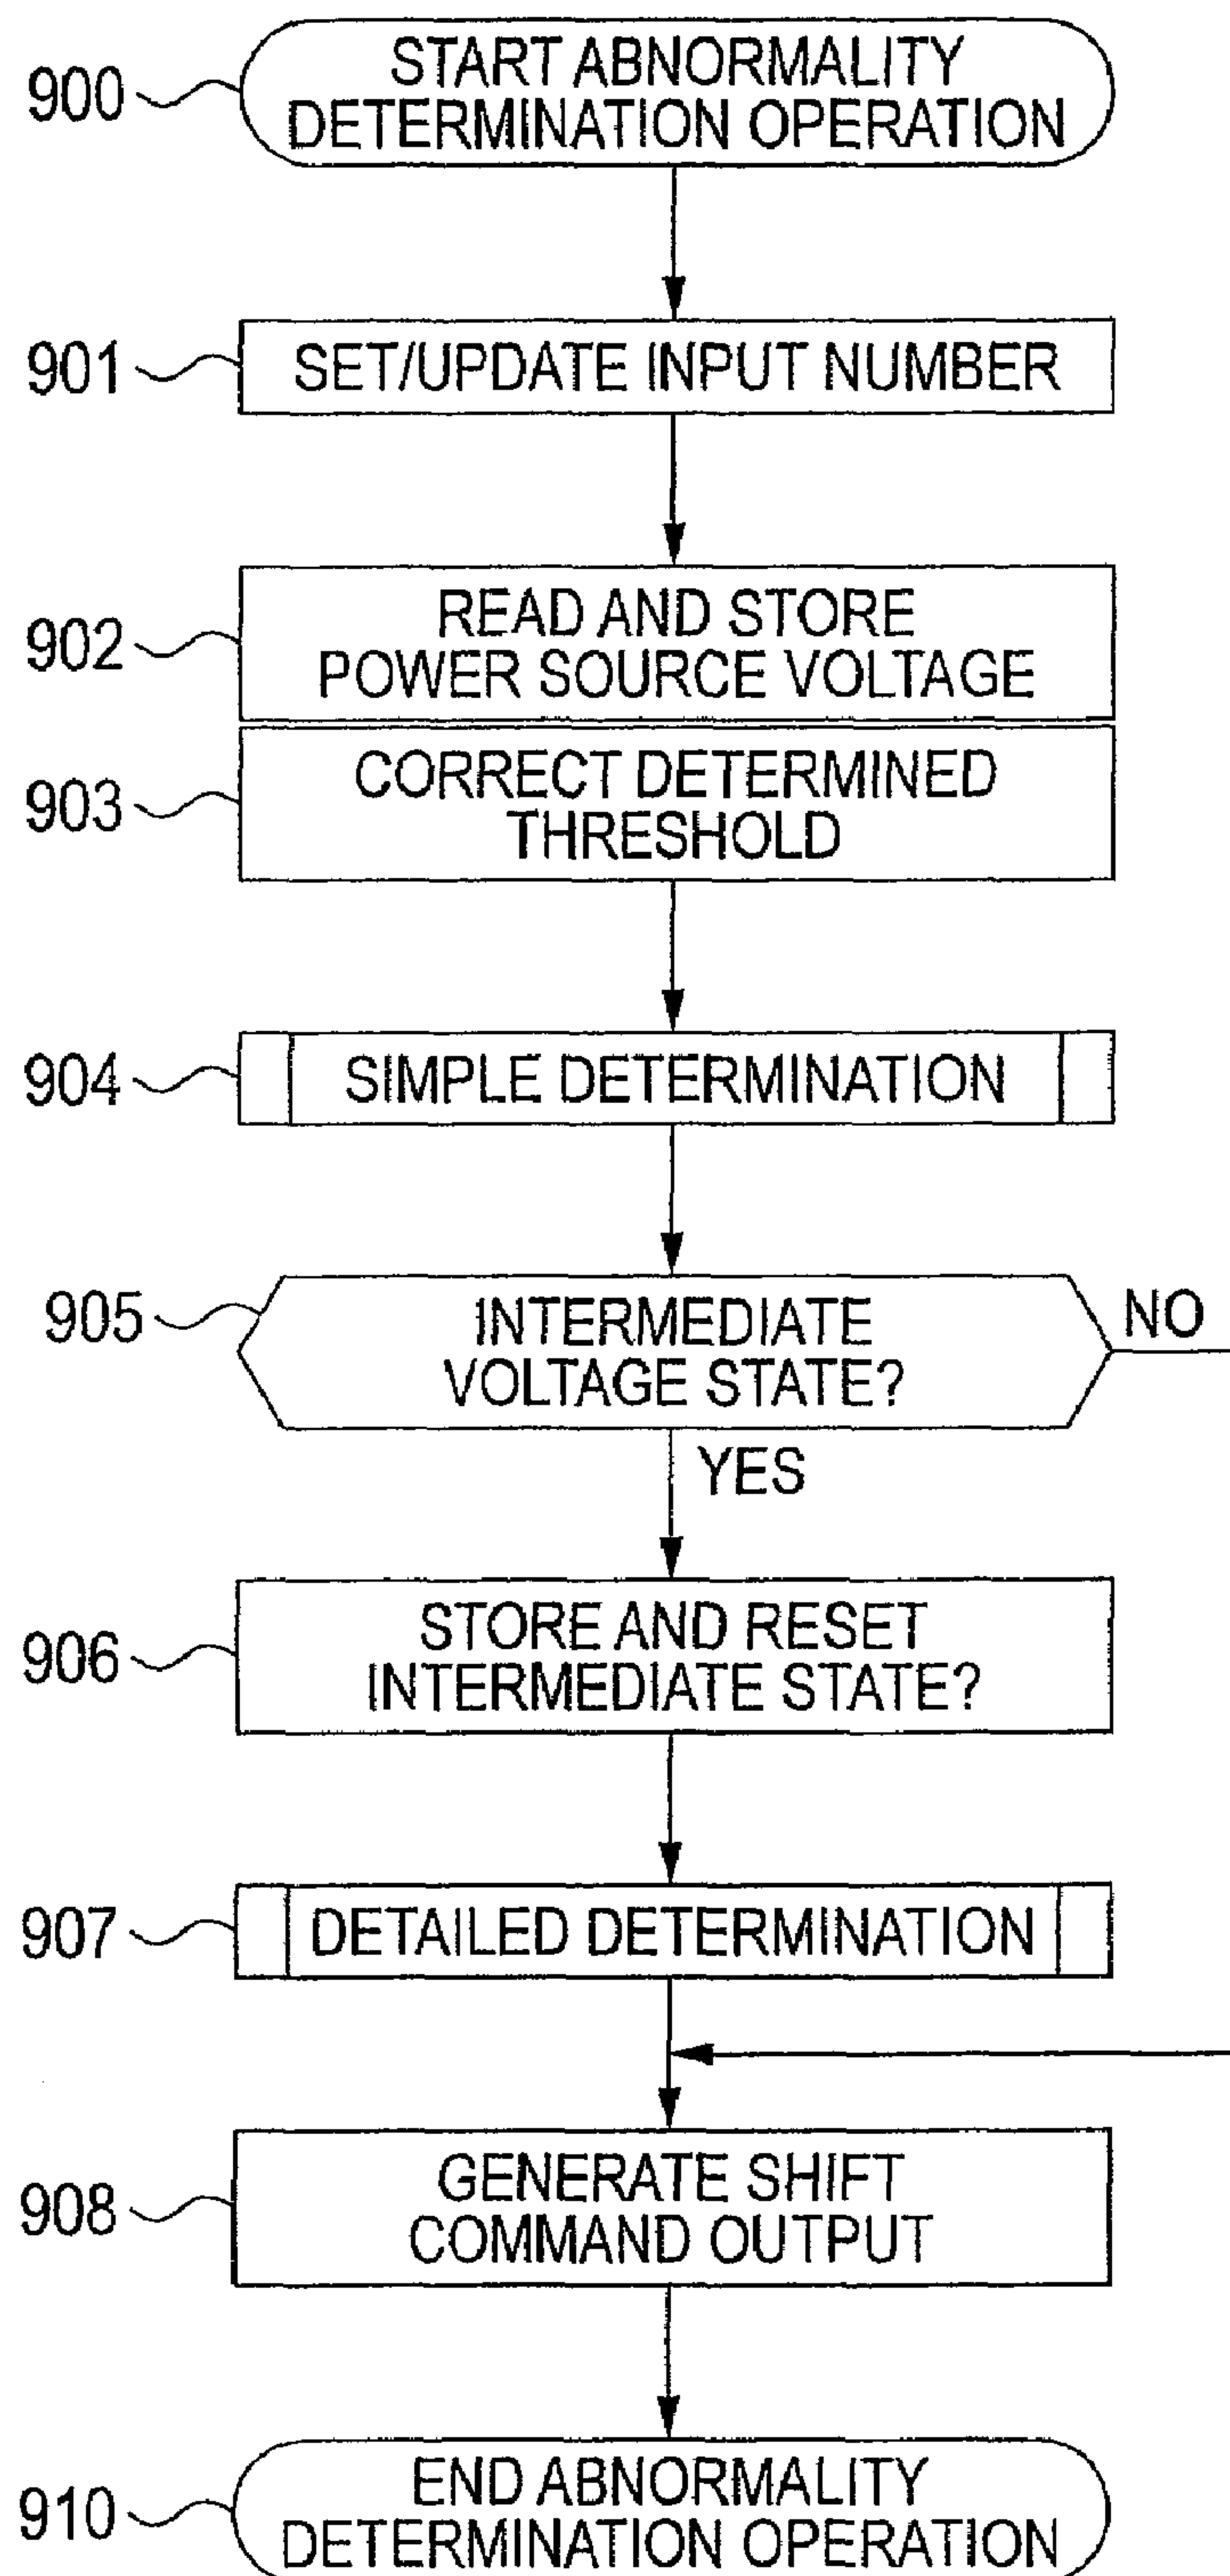 900
START ABNORMALITY
DETERMINATION OPERATION
901
SET/UPDATE INPUT NUMBER
902
READ AND STORE
POWER SOURCE VOLTAGE
903
CORRECT DETERMINED
THRESHOLD
904
SIMPLE DETERMINATION
905
INTERMEDIATE
VOLTAGE STATE?
NO
YES
906
STORE AND RESET
INTERMEDIATE STATE?
907
DETAILED DETERMINATION
908
GENERATE SHIFT
COMMAND OUTPUT
910
END ABNORMALITY
DETERMINATION OPERATION